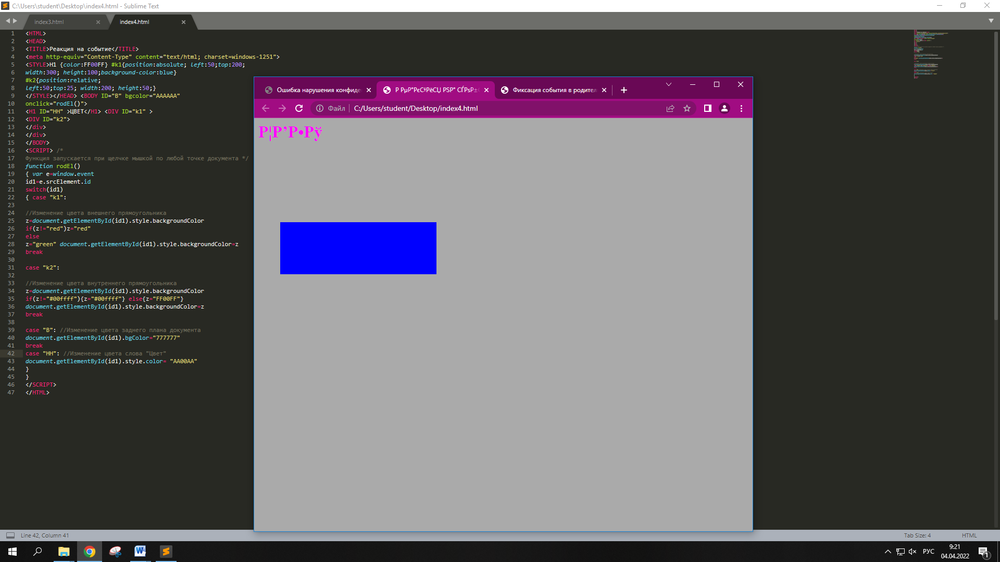 C:\Users\student\Desktop\index4.html - Sublime Text
index3.html
index4.html
1 <HTML>
2 <HEAD>
3 <TITLE>Реакция на событие</TITLE>
4 <meta http-equiv="Content-Type" content="text/html; charset=windows-1251">
5 <STYLE>H1 {color:FF00FF} #k1{position:absolute; left:50;top:200;
6 width:300; height:100;background-color:blue}
7 #k2{position:relative;
8 left:50;top:25; width:200; height:50;}
9 </STYLE></HEAD> <BODY ID="B" bgcolor="AAAAAA"
10 onclick="rodEl()">
11 <H1 ID="HH" >ЦВЕТ</H1> <DIV ID="k1" >
12 <DIV ID="k2">
13 </div>
14 </div>
15 </BODY>
16 <SCRIPT> /*
17 Функция запускается при щелчке мышкой по любой точке документа */
18 function rodEl()
19 { var e=window.event
20 id1=e.srcElement.id
21 switch(id1)
22 { case "k1":
23
24 //Изменение цвета внешнего прямоугольника
25 z=document.getElementById(id1).style.backgroundColor
26 if(z!="red")z="red"
27 else
28 z="green" document.getElementById(id1).style.backgroundColor=z
29 break
30
31 case "k2":
32
33 //Изменение цвета внутреннего прямоугольника
34 z=document.getElementById(id1).style.backgroundColor
35 if(z!="#00ffff"){z="#00ffff"} else{z="FF00FF"}
36 document.getElementById(id1).style.backgroundColor=z
37 break
38
39 case "B": //Изменение цвета заднего плана документа
40 document.getElementById(id1).bgColor="777777"
41 break
42 case "HH": //Изменение цвета слова "Цвет"
43 document.getElementById(id1).style.color= "AA00AA"
44 }
45 }
46 </SCRIPT>
47 </HTML>
Ошибка нарушения конфиде
Р РµР°РєС†РёСЏ РЅР° СЃРѕР±
Фиксация события в родител
Файл
C:/Users/student/Desktop/index4.html
Р¦Р’Р•Рў
Line 42, Column 41
Tab Size: 4
HTML
РУС
9:21
04.04.2022
1